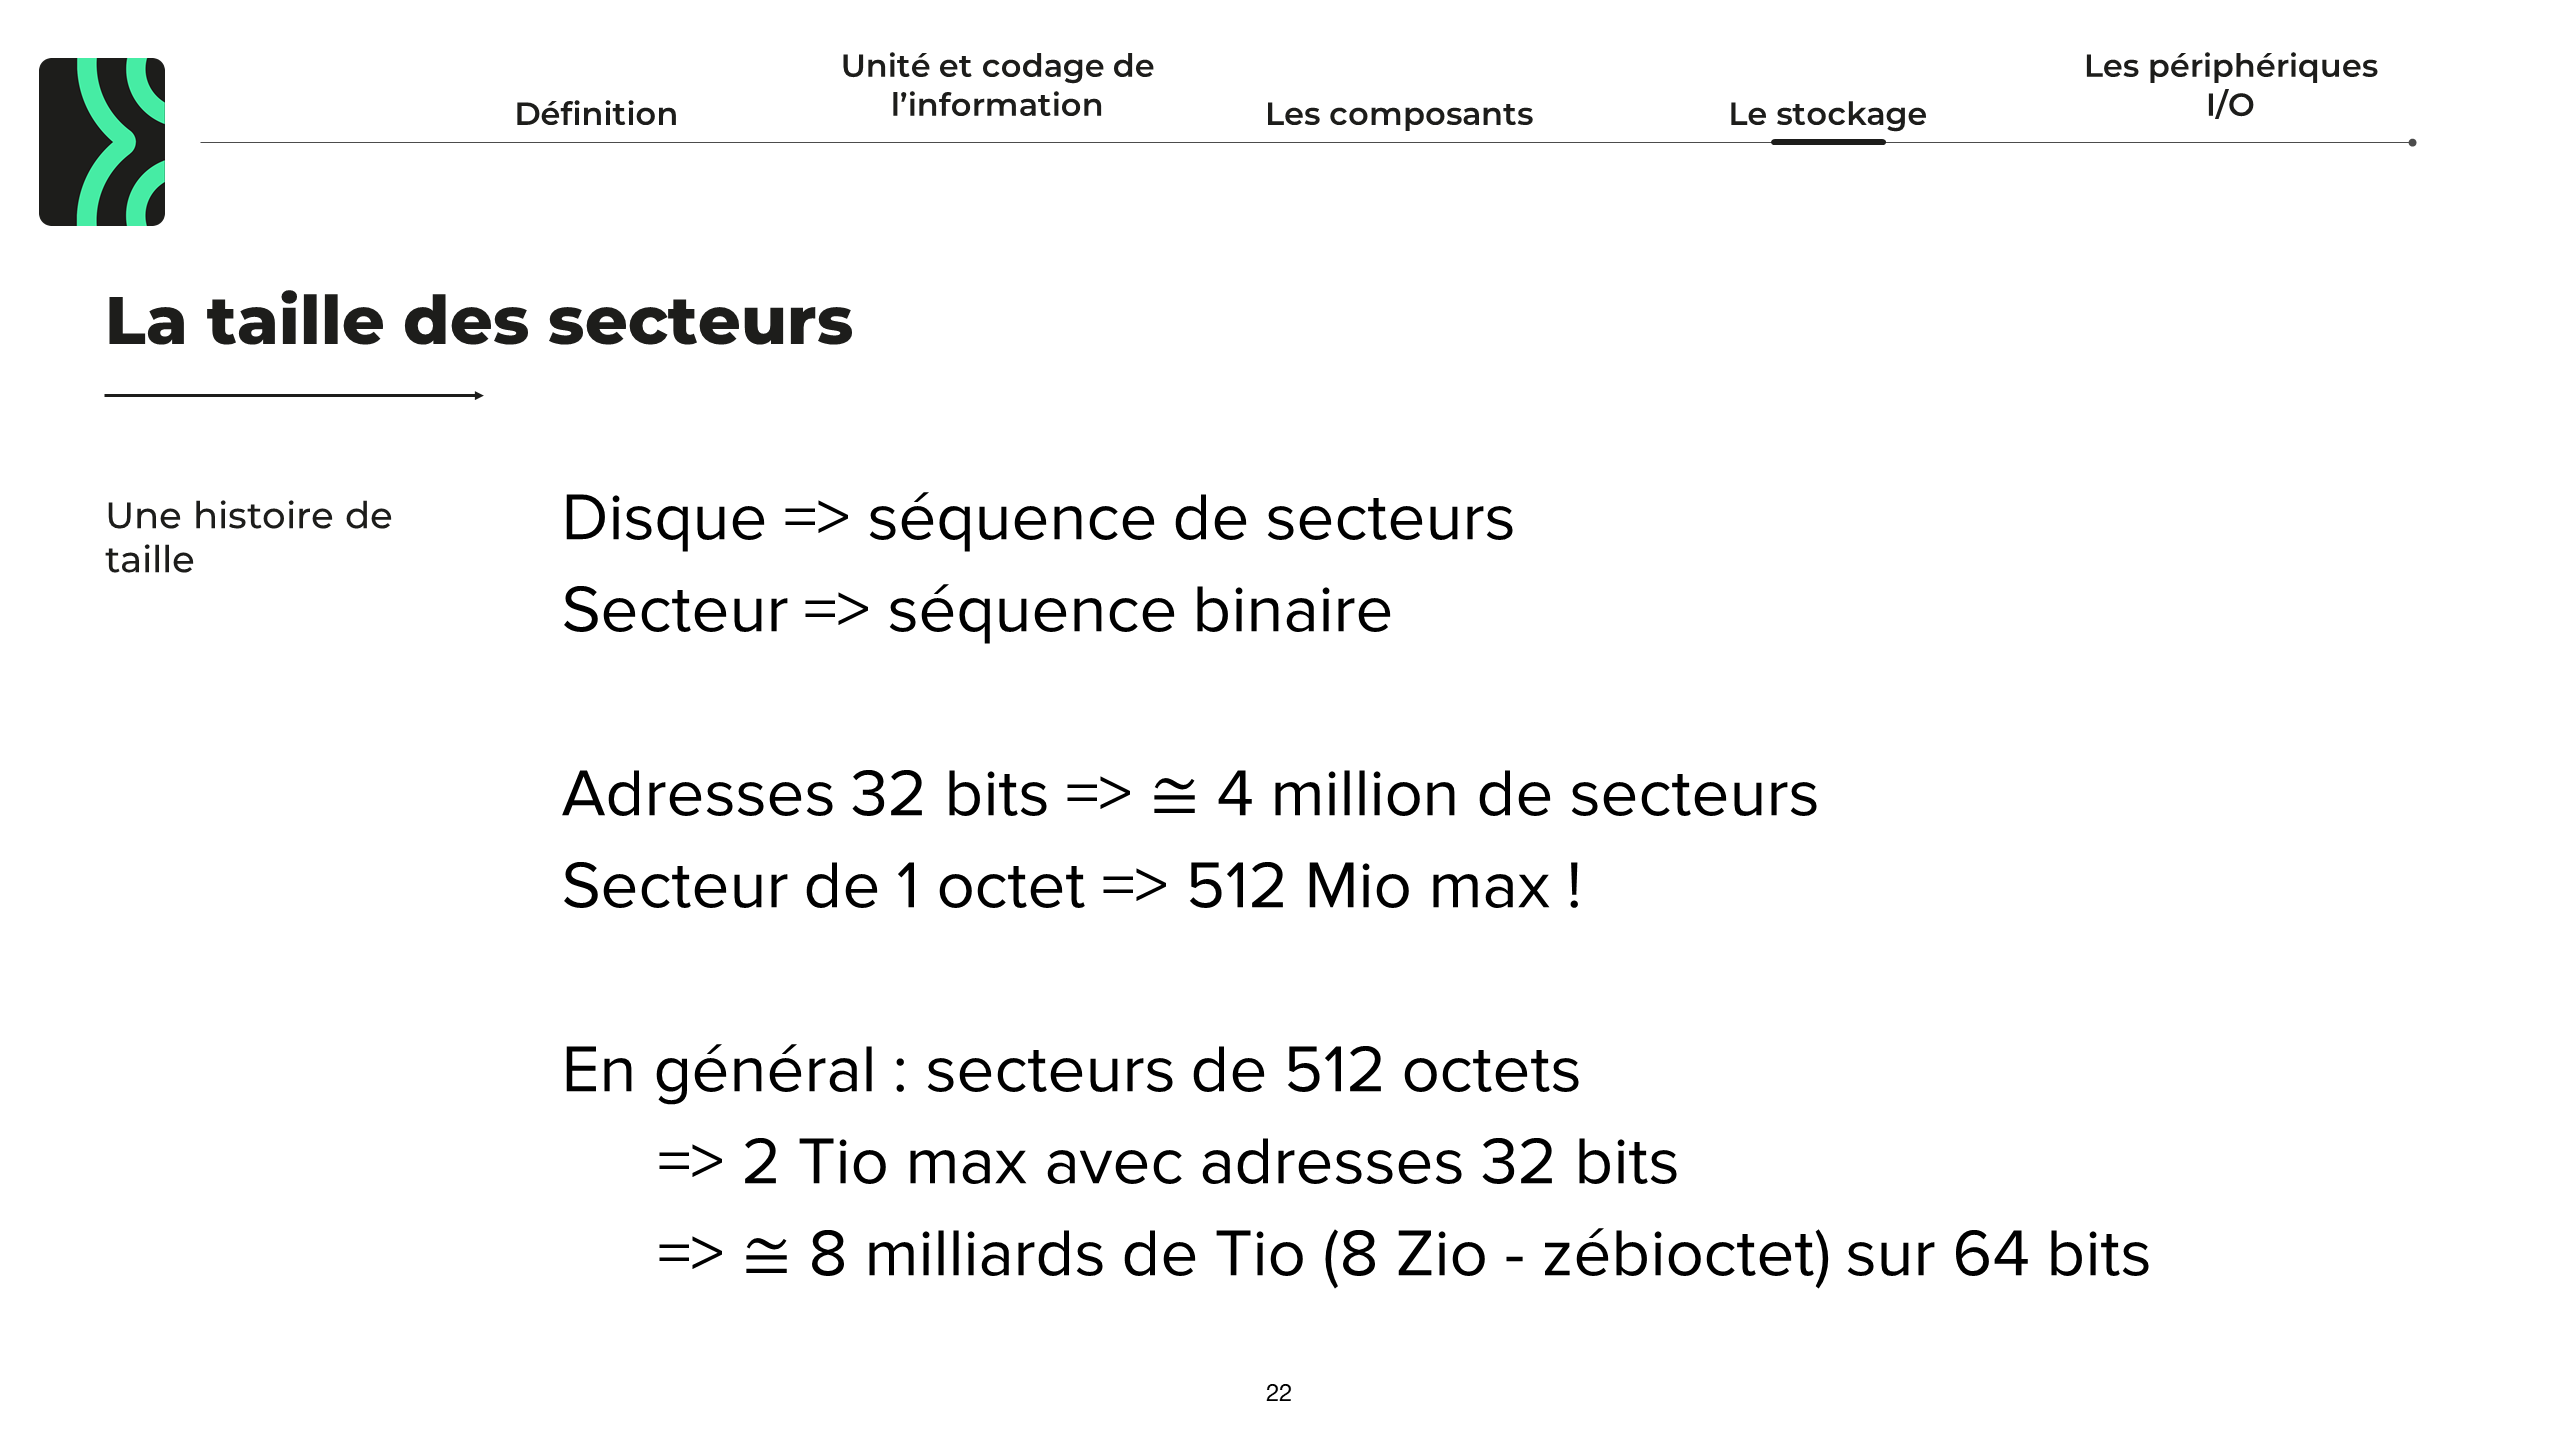 Définition
Unité et codage de
l’information
Les composants
Le stockage
Les périphériques
I/O
La taille des secteurs
Une histoire de
taille
Disque => séquence de secteurs
Secteur => séquence binaire
Adresses 32 bits => ≅ 4 million de secteurs
Secteur de 1 octet => 512 Mio max !
En général : secteurs de 512 octets
=> 2 Tio max avec adresses 32 bits
=> ≅ 8 milliards de Tio (8 Zio - zébioctet) sur 64 bits
22